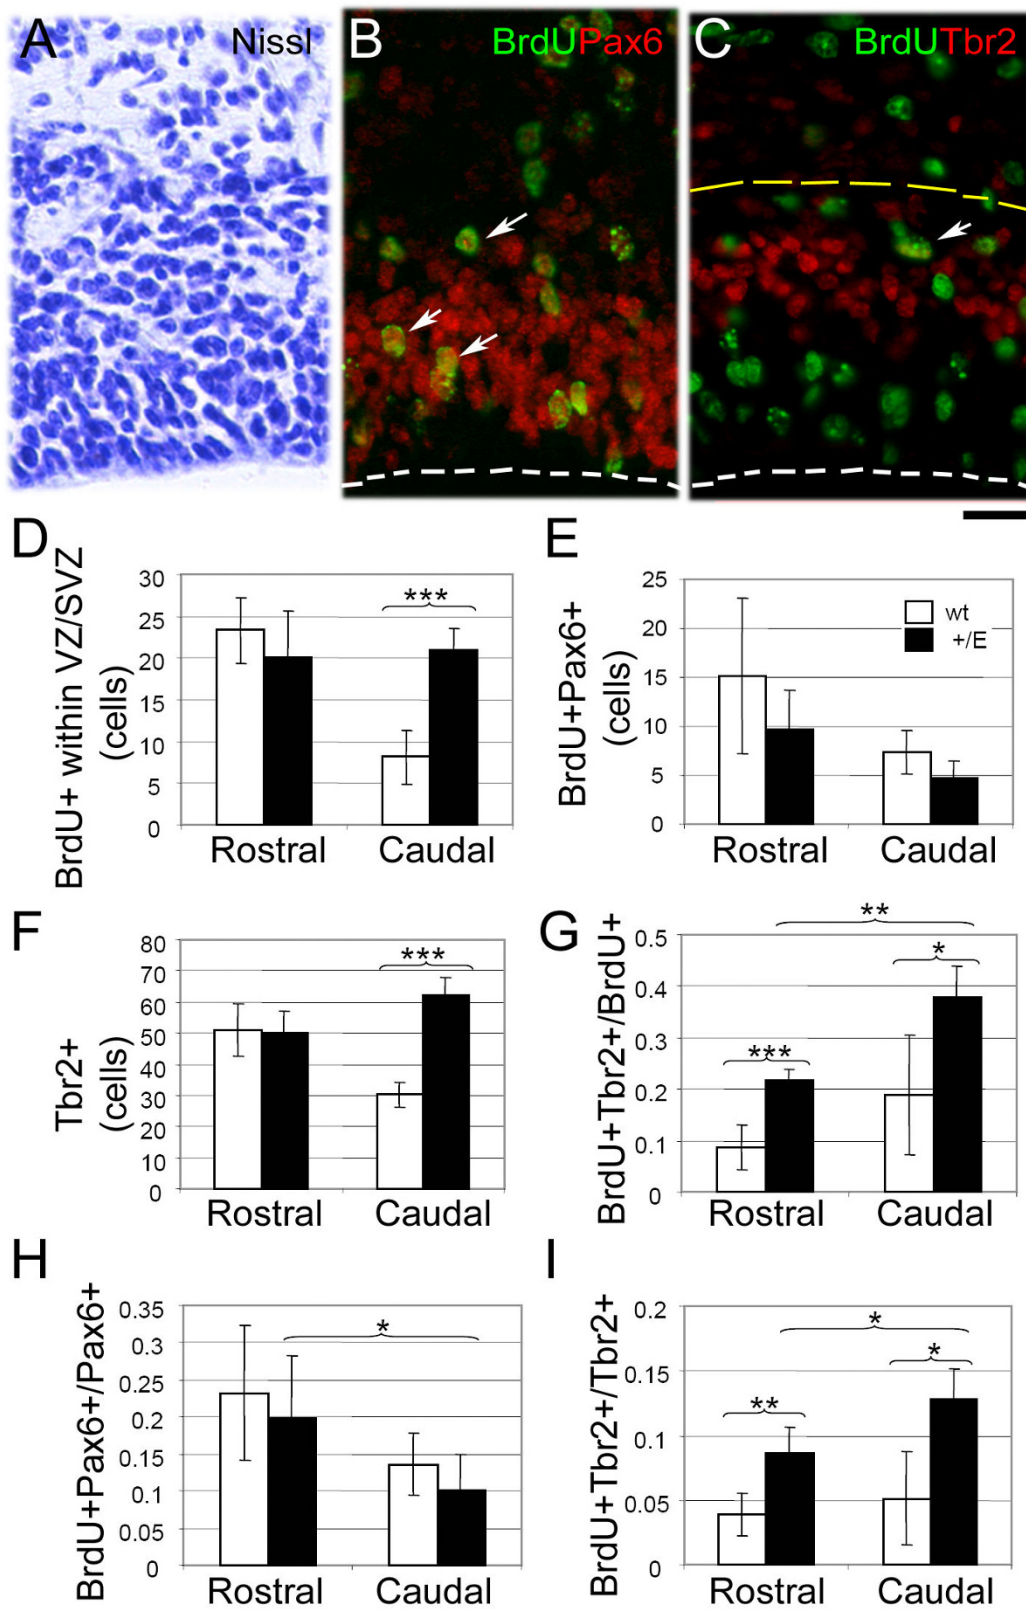 A Nissl
B BrdUPax6
C BrdUTbr2
D
BrdU+ within VZ/SVZ
(cells)
30
25
20
15
10
5
0
***
Rostral Caudal
E
BrdU+Pax6+
(cells)
25
20
15
10
5
0
wt
+/E
Rostral Caudal
F
Tbr2+
(cells)
80
70
60
50
40
30
20
10
0
***
Rostral Caudal
G
BrdU+Tbr2+/BrdU+
0.5
0.4
0.3
0.2
0.1
0
**
*
***
Rostral Caudal
H
BrdU+Pax6+/Pax6+
0.35
0.3
0.25
0.2
0.15
0.1
0.05
0
*
Rostral Caudal
I
BrdU+Tbr2+/Tbr2+
0.2
0.15
0.1
0.05
0
*
*
**
Rostral Caudal